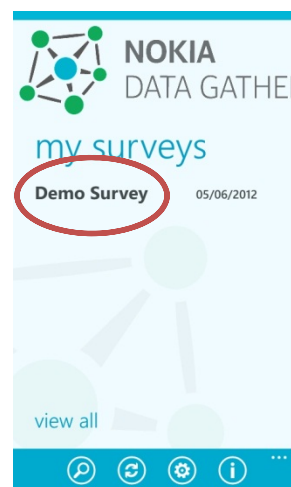 NOKIA
DATA GATHE
my surveys
Demo Survey 05/06/2012
view all